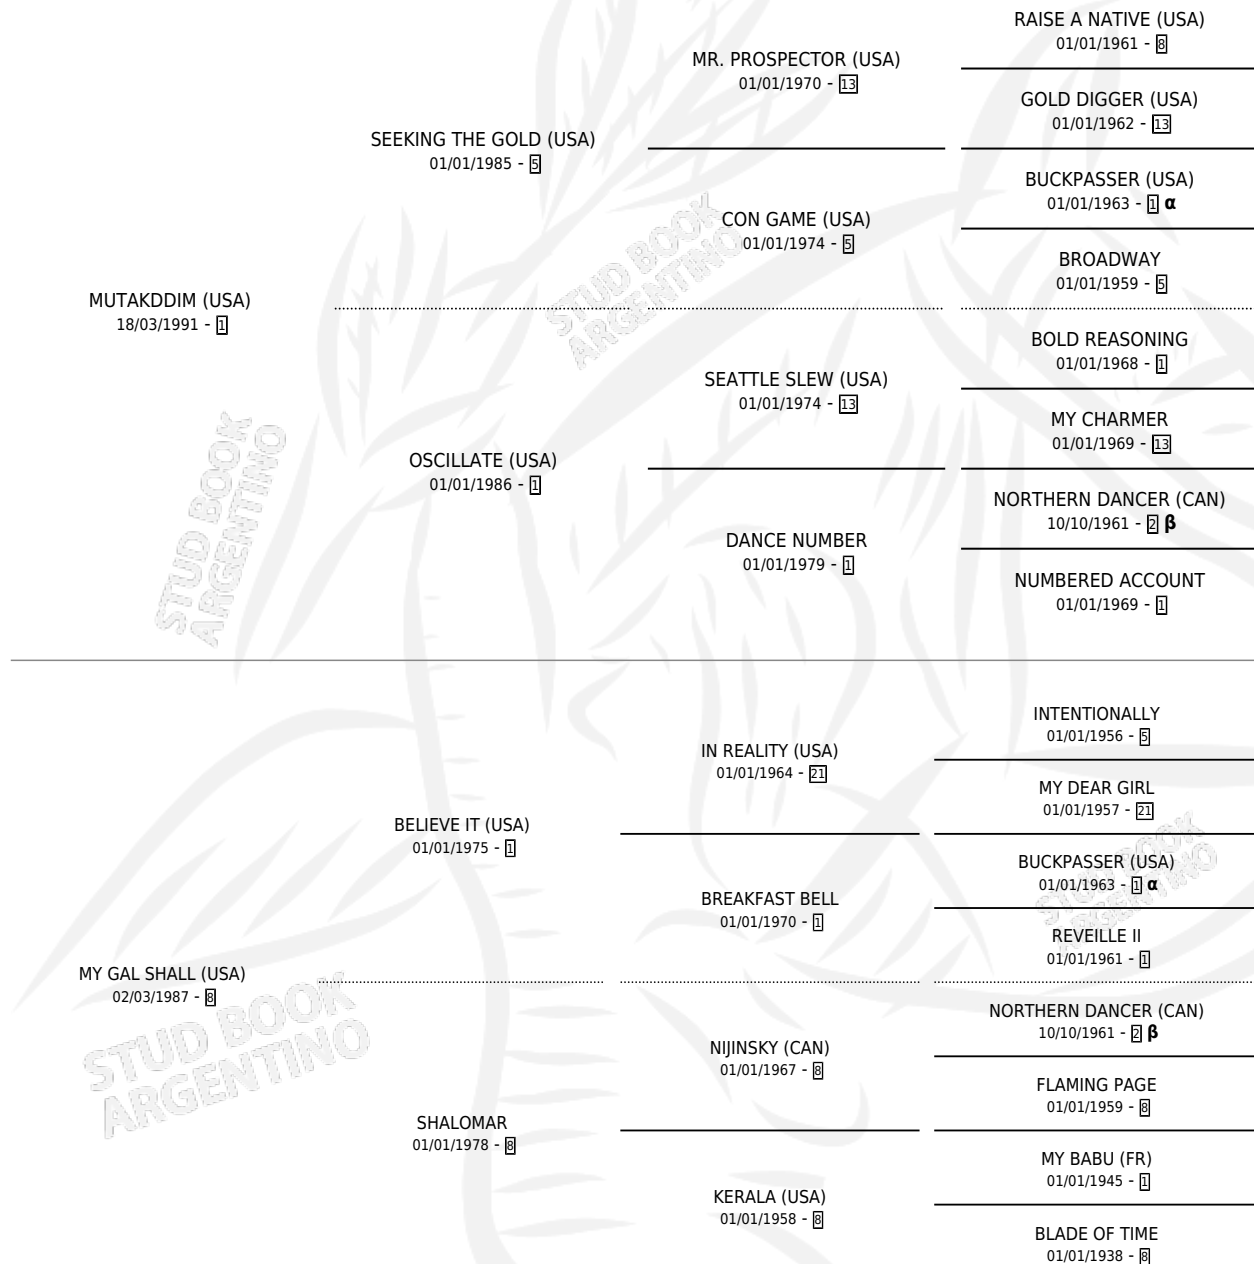 RAISE A NATIVE (USA)
01/01/1961 - 8
MR. PROSPECTOR (USA)
01/01/1970 - 13
GOLD DIGGER (USA)
01/01/1962 - 13
SEEKING THE GOLD (USA)
01/01/1985 - 5
BUCKPASSER (USA)
01/01/1963 - 1 α
CON GAME (USA)
01/01/1974 - 5
BROADWAY
01/01/1959 - 5
MUTAKDDIM (USA)
18/03/1991 - 1
BOLD REASONING
01/01/1968 - 1
SEATTLE SLEW (USA)
01/01/1974 - 13
MY CHARMER
01/01/1969 - 13
OSCILLATE (USA)
01/01/1986 - 1
NORTHERN DANCER (CAN)
10/10/1961 - 2 β
DANCE NUMBER
01/01/1979 - 1
NUMBERED ACCOUNT
01/01/1969 - 1
INTENTIONALLY
01/01/1956 - 5
IN REALITY (USA)
01/01/1964 - 21
MY DEAR GIRL
01/01/1957 - 21
BELIEVE IT (USA)
01/01/1975 - 1
BUCKPASSER (USA)
01/01/1963 - 1 α
BREAKFAST BELL
01/01/1970 - 1
REVEILLE II
01/01/1961 - 1
MY GAL SHALL (USA)
02/03/1987 - 8
NORTHERN DANCER (CAN)
10/10/1961 - 2 β
NIJINSKY (CAN)
01/01/1967 - 8
FLAMING PAGE
01/01/1959 - 8
SHALOMAR
01/01/1978 - 8
MY BABU (FR)
01/01/1945 - 1
KERALA (USA)
01/01/1958 - 8
BLADE OF TIME
01/01/1938 - 8
STUD BOOK
ARGENTINO
STUD BOOK
ARGENTINO
STUD BOOK
ARGENTINO
STUD BOOK
ARGENTINO